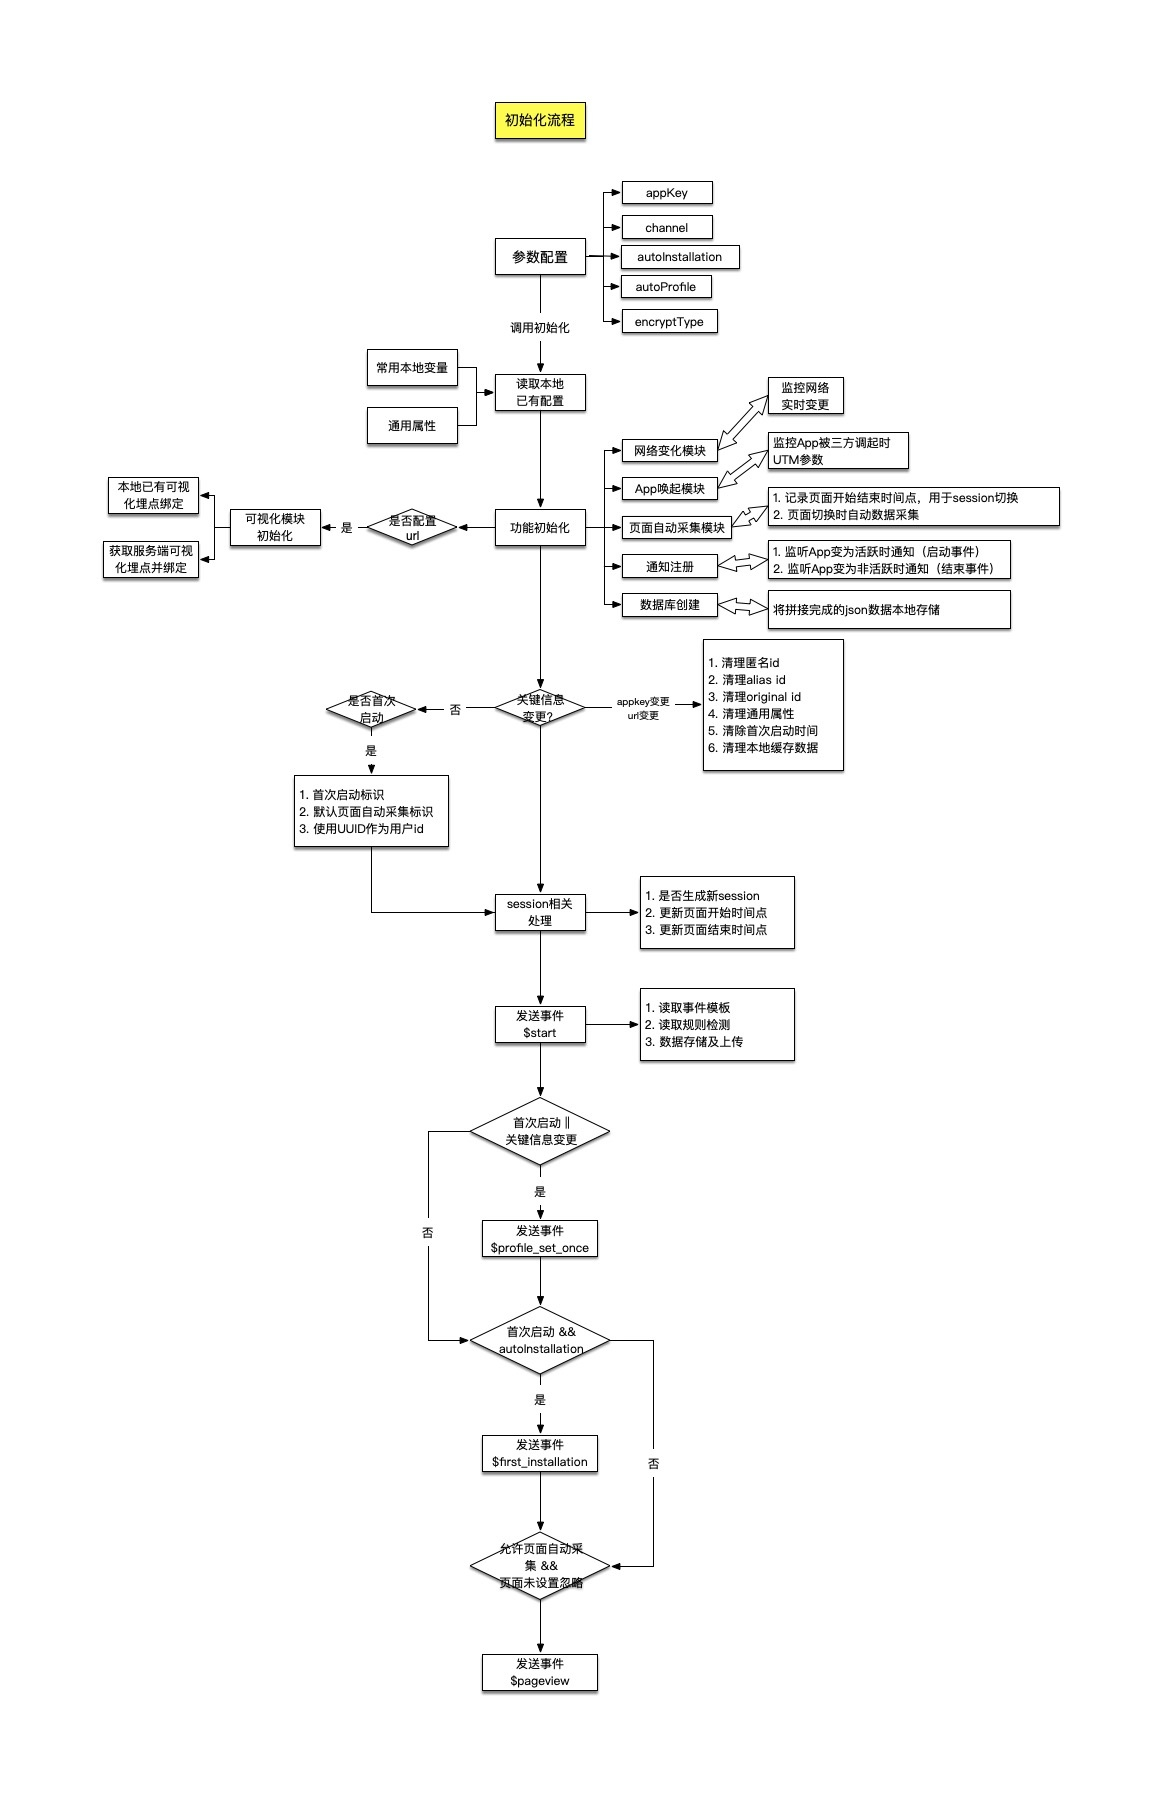 初始化流程
appKey
channel
参数配置
autoInstallation
autoProfile
encryptType
调用初始化
常用本地变量
通用属性
读取本地
已有配置
监控网络
实时变更
网络变化模块
监控App被三方调起时
UTM参数
App唤起模块
1. 记录页面开始结束时间点，用于session切换
2. 页面切换时自动数据采集
页面自动采集模块
功能初始化
是否配置
url
是
可视化模块
初始化
本地已有可视
化埋点绑定
获取服务端可视
化埋点并绑定
通知注册
1. 监听App变为活跃时通知（启动事件）
2. 监听App变为非活跃时通知（结束事件）
数据库创建
将拼接完成的json数据本地存储
关键信息
变更?
appkey变更
url变更
1. 清理匿名id
2. 清理alias id
3. 清理original id
4. 清理通用属性
5. 清除首次启动时间
6. 清理本地缓存数据
否
是否首次
启动
是
1. 首次启动标识
2. 默认页面自动采集标识
3. 使用UUID作为用户id
session相关
处理
1. 是否生成新session
2. 更新页面开始时间点
3. 更新页面结束时间点
发送事件
$start
1. 读取事件模板
2. 读取规则检测
3. 数据存储及上传
首次启动 ||
关键信息变更
是
否
发送事件
$profile_set_once
首次启动 &&
autoInstallation
是
否
发送事件
$first_installation
允许页面自动采
集 &&
页面未设置忽略
发送事件
$pageview